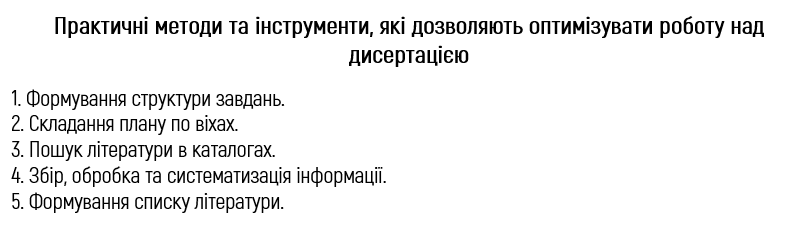 Практичні методи та інструменти, які дозволяють оптимізувати роботу над
дисертацією
1. Формування структури завдань.
2. Складання плану по віхах.
3. Пошук літератури в каталогах.
4. Збір, обробка та систематизація інформації.
5. Формування списку літератури.